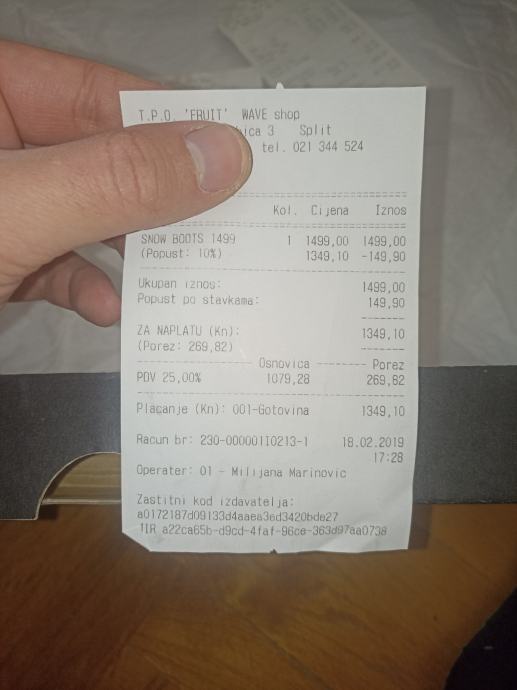 T.P.O. 'FRUIT' WAVE shop
bica 3 Split
tel. 021 344 524
Kol. Cijena Iznos
SNOW BOOTS 1499 1 1499,00 1499,00
(Popust: 10%) 1349,10 -149,90
Ukupan iznos: 1499,00
Popust po stavkama: 149,90
ZA NAPLATU (Kn): 1349,10
(Porez: 269,82)
Osnovica Porez
PDV 25,00% 1079,28 269,82
Placanje (Kn): 001-Gotovina 1349,10
Racun br: 230-00000110213-1 18.02.2019
17:28
Operater: 01 - Milijana Marinovic
Zastitni kod izdavatelja:
a0172187d09133d4aaea3ed3420bde27
JIR a22ca65b-d9cd-4faf-96ce-363d97aa0738